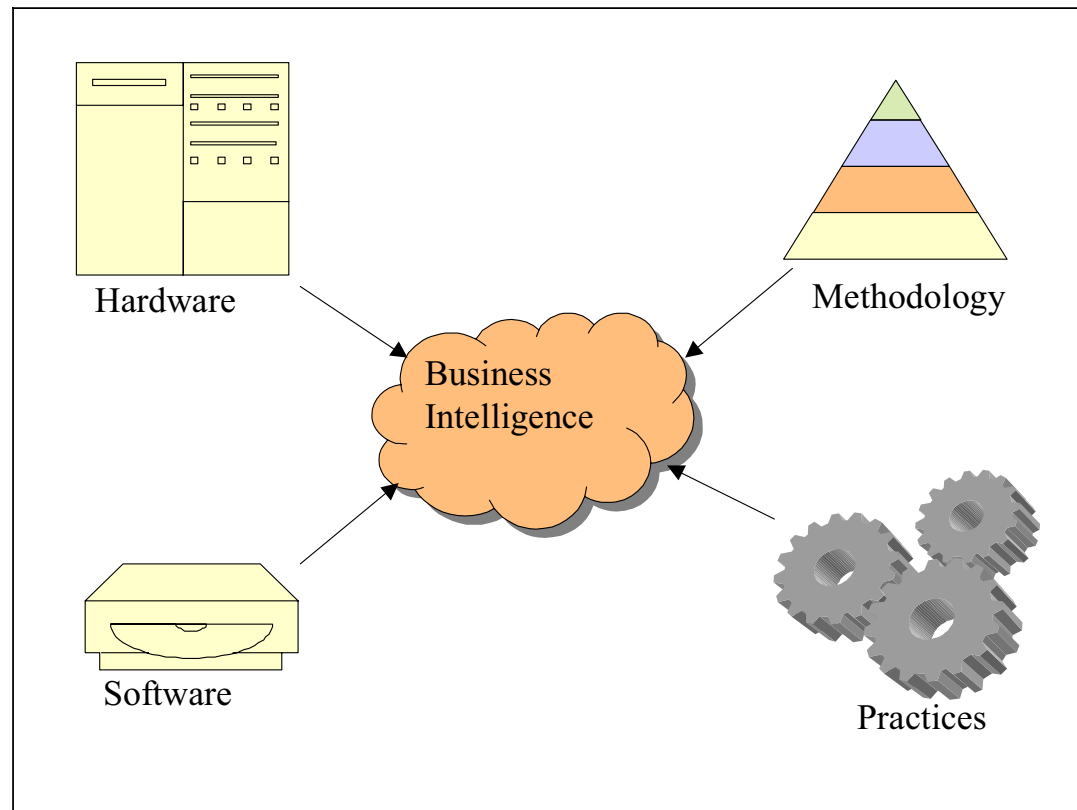 Hardware
Methodology
Business
Intelligence
Software
Practices